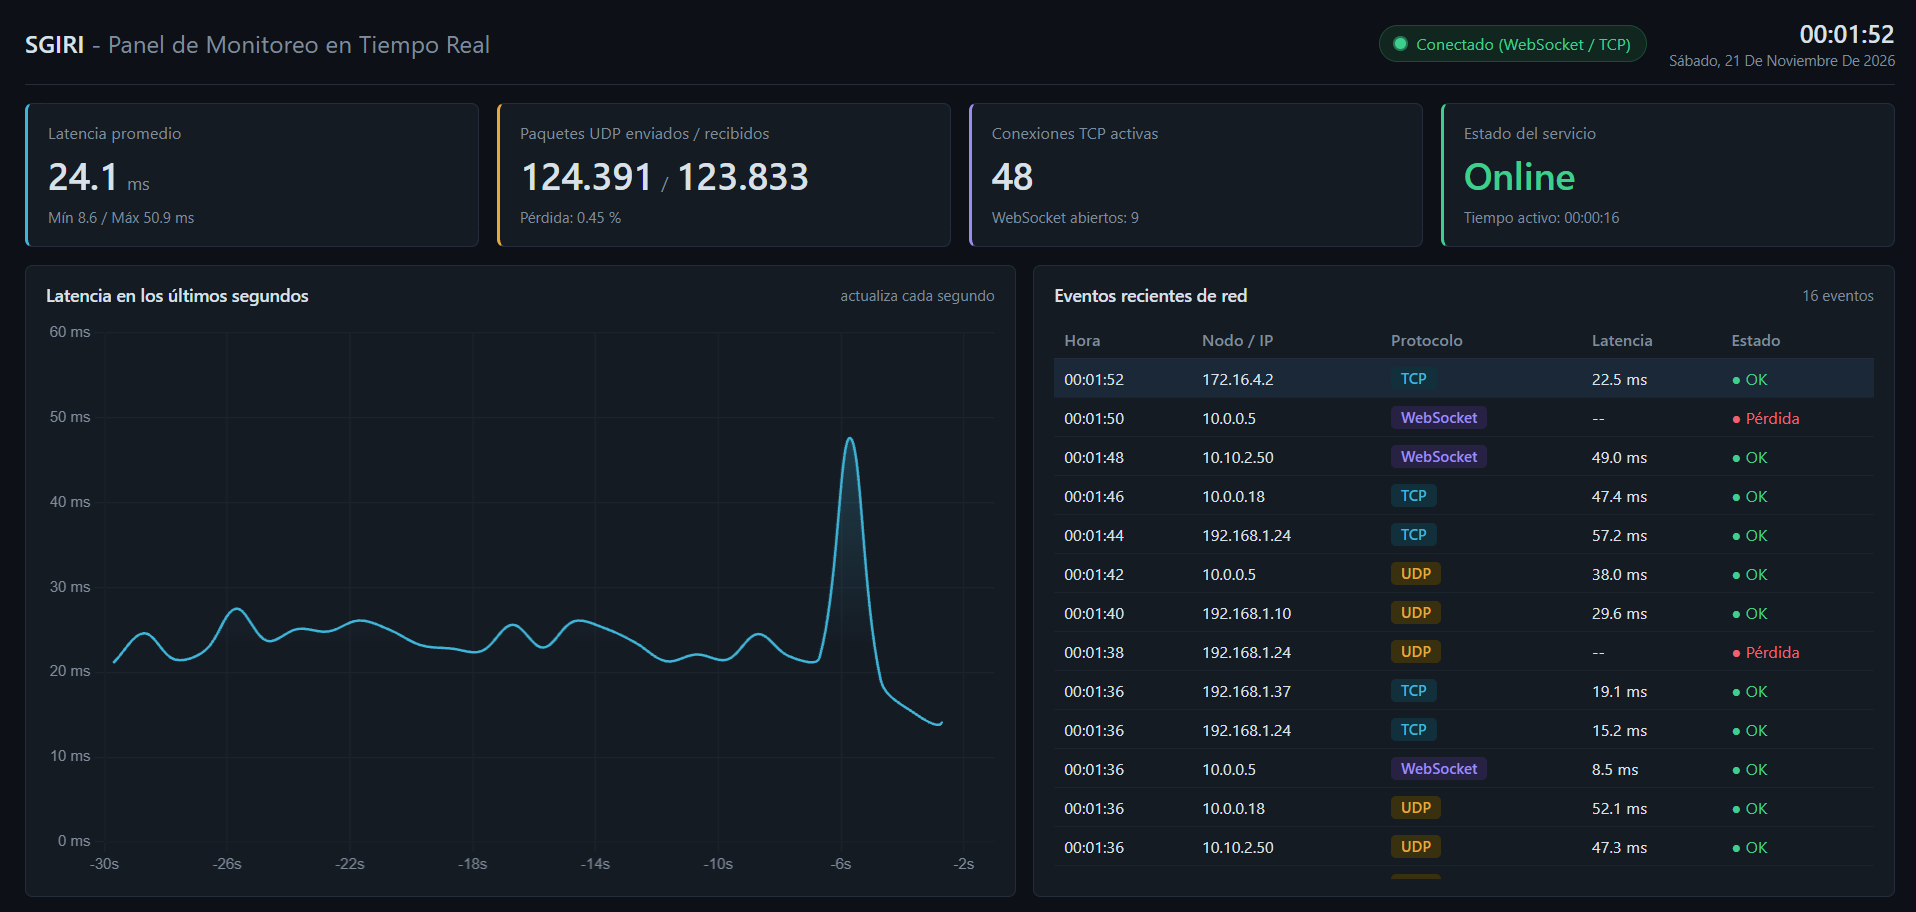 SGIRI - Panel de Monitoreo en Tiempo Real
Conectado (WebSocket / TCP)
00:01:52
Sábado, 21 De Noviembre De 2026
Latencia promedio
24.1 ms
Mín 8.6 / Máx 50.9 ms
Paquetes UDP enviados / recibidos
124.391 / 123.833
Pérdida: 0.45 %
Conexiones TCP activas
48
WebSocket abiertos: 9
Estado del servicio
Online
Tiempo activo: 00:00:16
Latencia en los últimos segundos
actualiza cada segundo
60 ms
50 ms
40 ms
30 ms
20 ms
10 ms
0 ms
-30s -26s -22s -18s -14s -10s -6s -2s
Eventos recientes de red
16 eventos
Hora Nodo / IP Protocolo Latencia Estado
00:01:52 172.16.4.2 TCP 22.5 ms OK
00:01:50 10.0.0.5 WebSocket -- Pérdida
00:01:48 10.10.2.50 WebSocket 49.0 ms OK
00:01:46 10.0.0.18 TCP 47.4 ms OK
00:01:44 192.168.1.24 TCP 57.2 ms OK
00:01:42 10.0.0.5 UDP 38.0 ms OK
00:01:40 192.168.1.10 UDP 29.6 ms OK
00:01:38 192.168.1.24 UDP -- Pérdida
00:01:36 192.168.1.37 TCP 19.1 ms OK
00:01:36 192.168.1.24 TCP 15.2 ms OK
00:01:36 10.0.0.5 WebSocket 8.5 ms OK
00:01:36 10.0.0.18 UDP 52.1 ms OK
00:01:36 10.10.2.50 UDP 47.3 ms OK